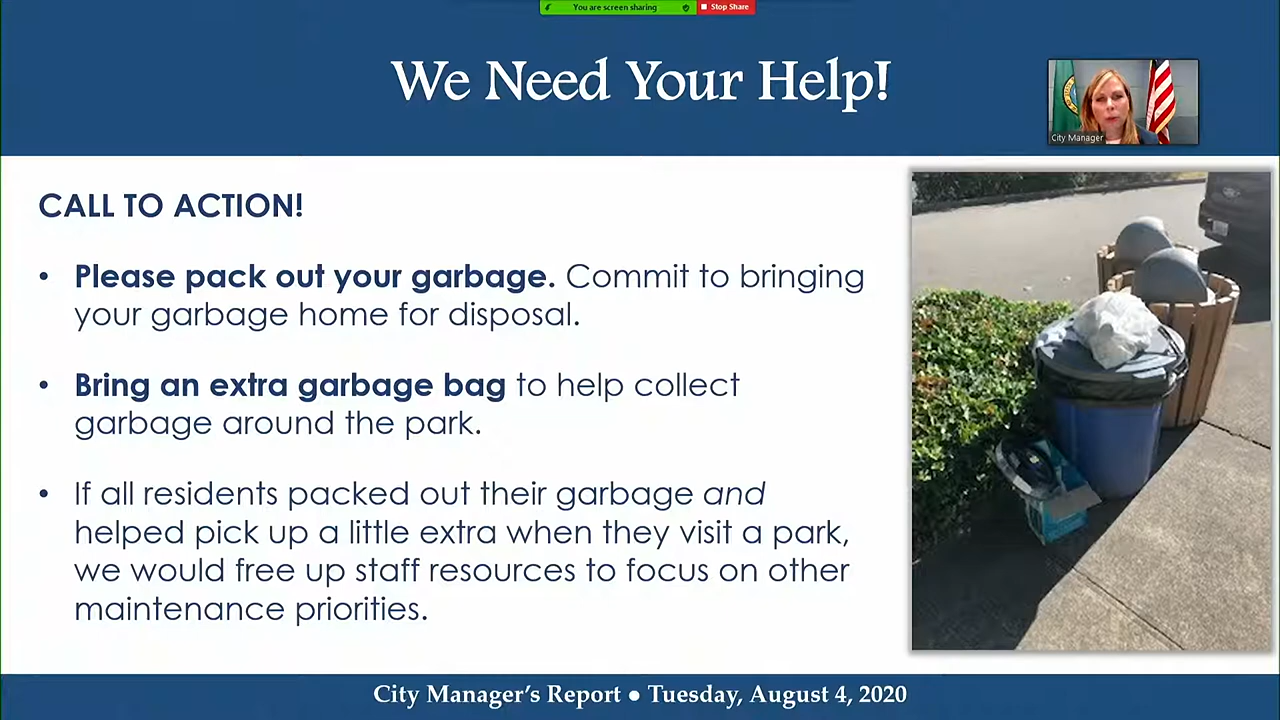 You are screen sharing
Stop Share
We Need Your Help!
City Manager
CALL TO ACTION!
• Please pack out your garbage. Commit to bringing
your garbage home for disposal.
• Bring an extra garbage bag to help collect
garbage around the park.
• If all residents packed out their garbage and
helped pick up a little extra when they visit a park,
we would free up staff resources to focus on other
maintenance priorities.
City Manager’s Report ● Tuesday, August 4, 2020